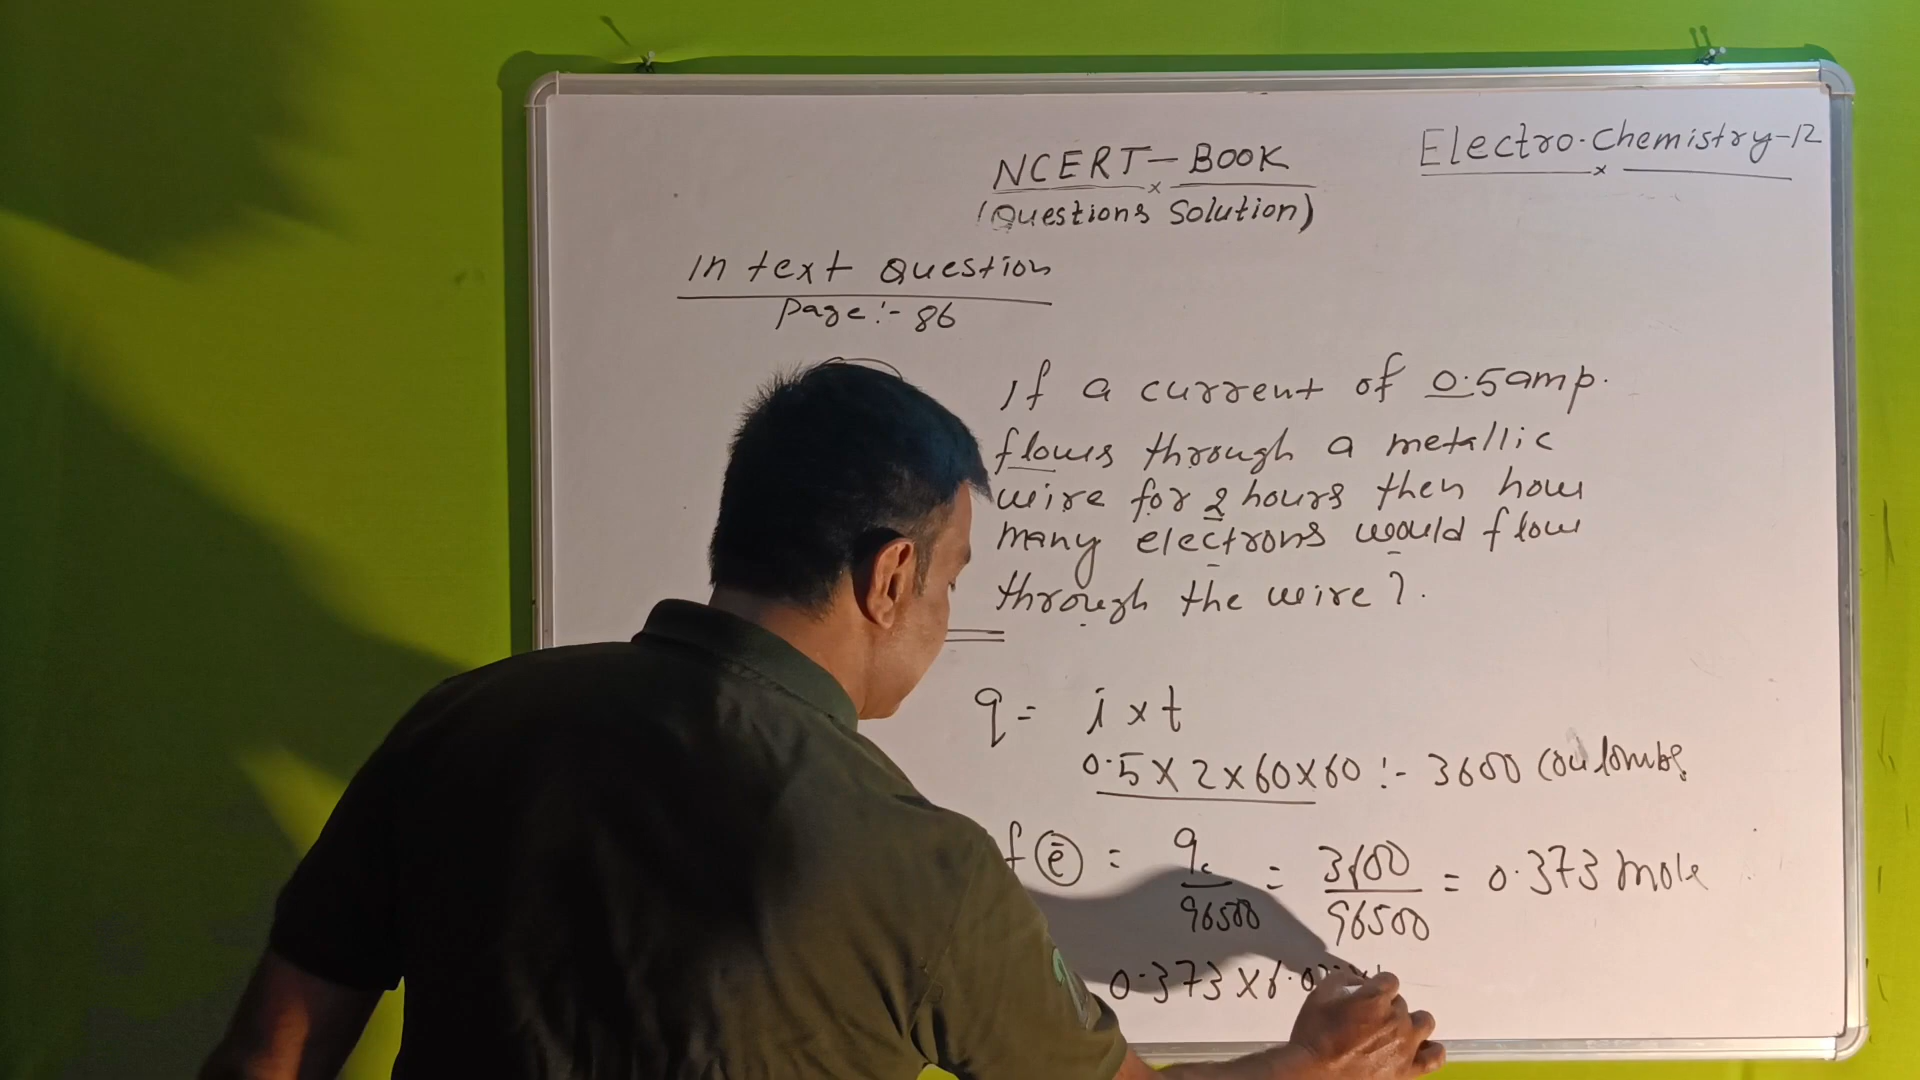 NCERT-BOOK
(Questions Solution)
Electro.Chemistry-12
In text Question
Page:- 86
If a current of 0.5amp.
flows through a metallic
wire for 2 hours then how
many electrons would flow
through the wire?.
q = i x t
0.5 X 2 X 60 X 60 :- 3600 Coulombs
f ē = q/96500 = 3600/96500 = 0.373 mole
0.373 X 6.02